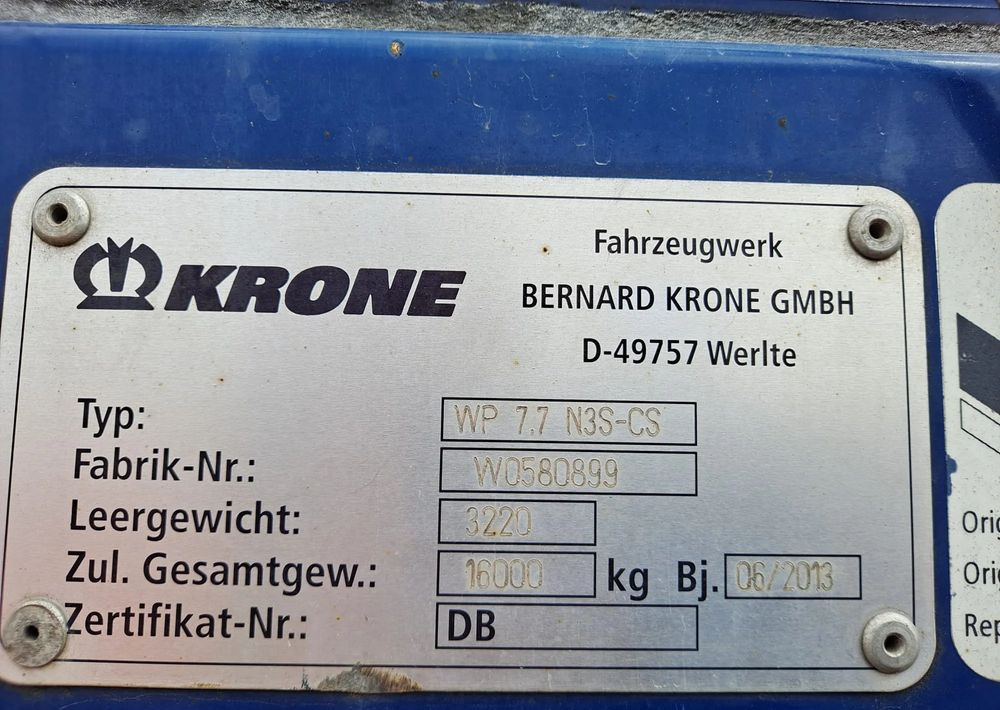 KRONE
Fahrzeugwerk
BERNARD KRONE GMBH
D-49757 Werlte
Typ: WP 7.7 N3S-CS
Fabrik-Nr.: W0580899
Leergewicht: 3220
Zul. Gesamtgew.: 16000 kg Bj. 06/2013
Zertifikat-Nr.: DB